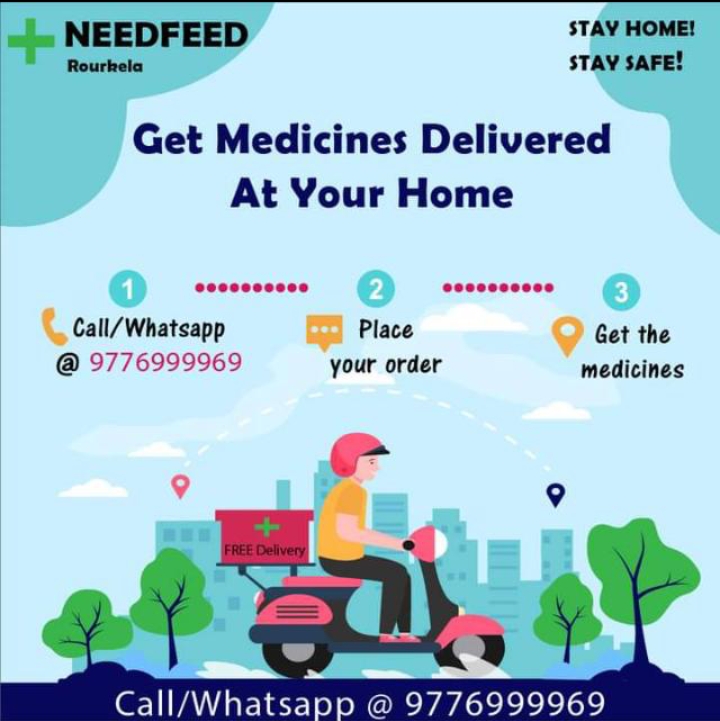 NEEDFEED
Rourkela
STAY HOME!
STAY SAFE!
Get Medicines Delivered
At Your Home
1
Call/Whatsapp
@ 9776999969
2
Place
your order
3
Get the
medicines
FREE Delivery
Call/Whatsapp @ 9776999969